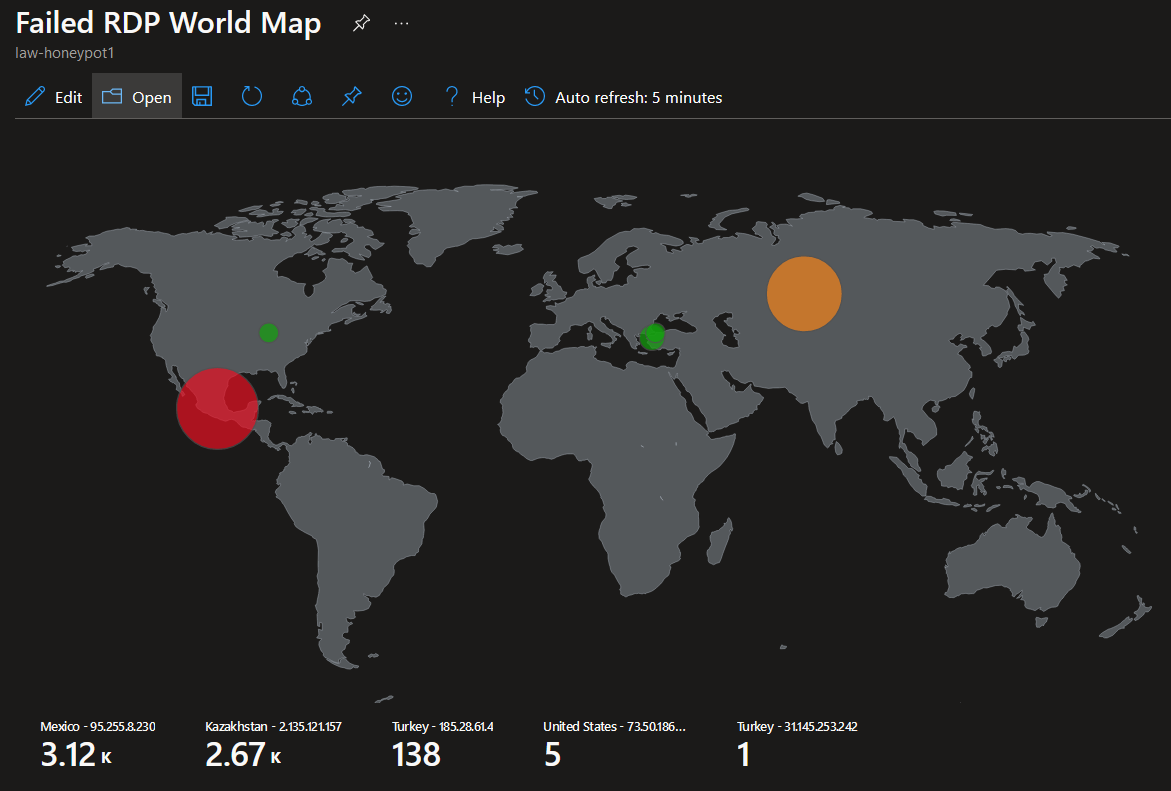 Failed RDP World Map
law-honeypot1
Edit Open Help Auto refresh: 5 minutes
Mexico - 95.255.8.230 Kazakhstan - 2.135.121.157 Turkey - 185.28.61.4 United States - 73.50.186... Turkey - 31.145.253.242
3.12 K 2.67 K 138 5 1